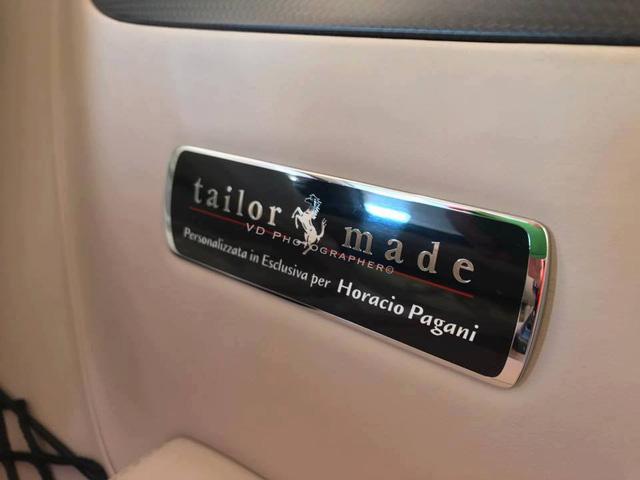 tailor made
VD PHOTOGRAPHER©
Personalizzata in Esclusiva per Horacio Pagani